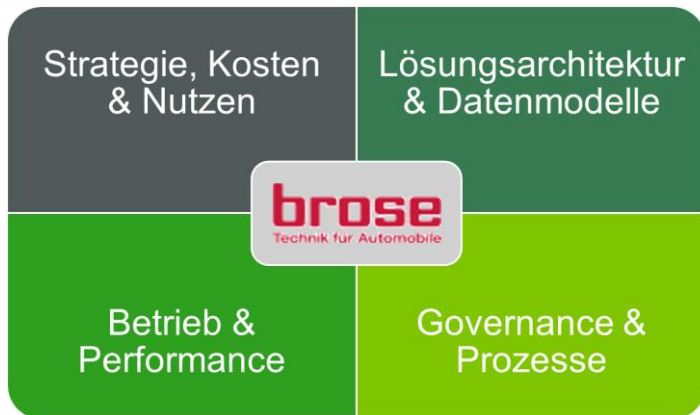 Strategie, Kosten
& Nutzen
Lösungsarchitektur
& Datenmodelle
brose
Technik für Automobile
Betrieb &
Performance
Governance &
Prozesse